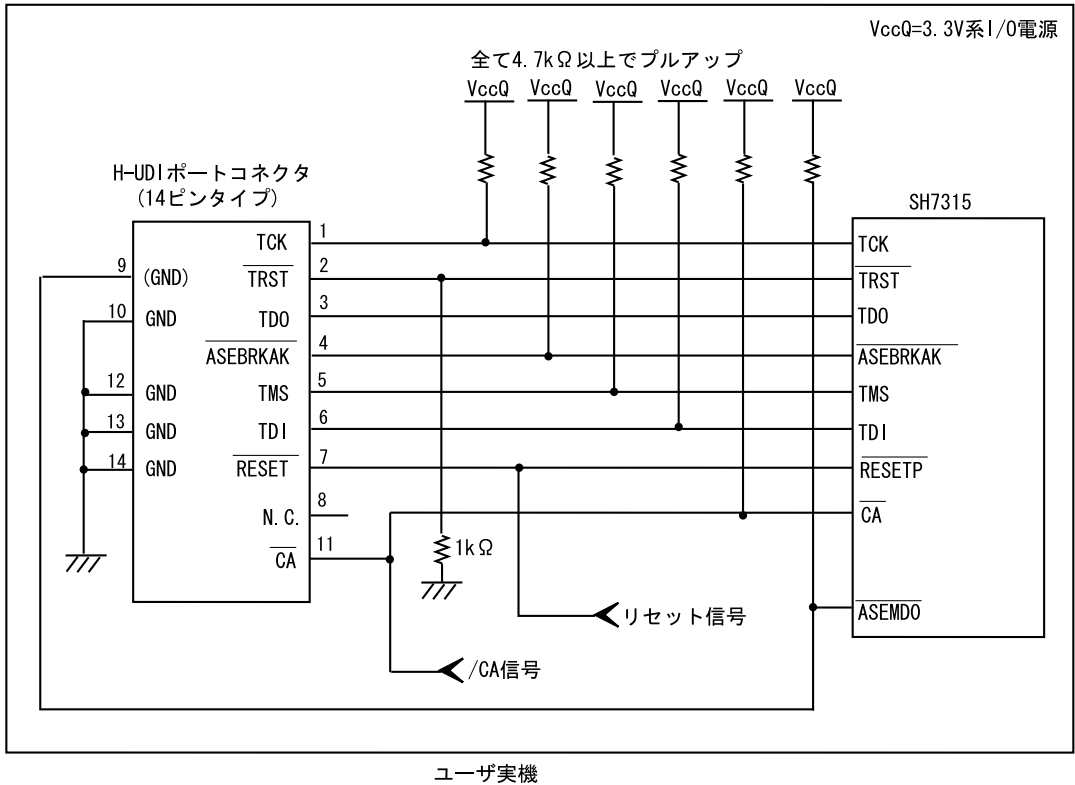 VccQ=3.3V系I/O電源
全て4.7kΩ以上でプルアップ
VccQ VccQ VccQ VccQ VccQ VccQ
H-UDIポートコネクタ
(14ピンタイプ)
SH7315
TCK 1 TCK
9 (GND) TRST 2 TRST
10 GND TDO 3 TDO
ASEBRKAK 4 ASEBRKAK
12 GND TMS 5 TMS
13 GND TDI 6 TDI
14 GND RESET 7 RESETP
N.C. 8 CA
CA 11 1kΩ
リセット信号 ASEMDO
/CA信号
ユーザ実機